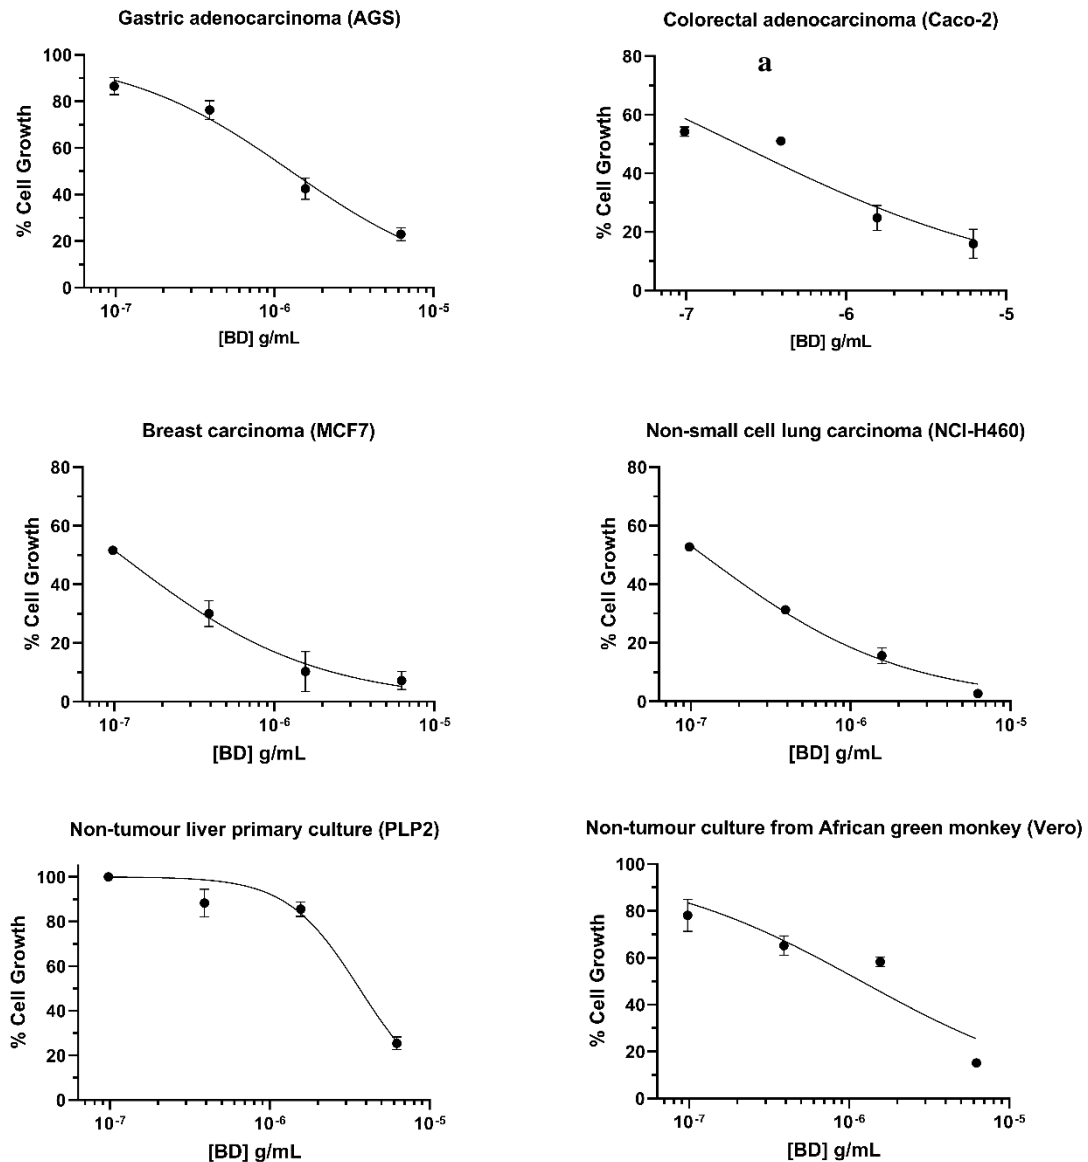 Gastric adenocarcinoma (AGS)
100
80
60
40
20
0
% Cell Growth
10-7
10-6
10-5
[BD] g/mL
Colorectal adenocarcinoma (Caco-2)
a
80
60
40
20
0
% Cell Growth
-7
-6
-5
[BD] g/mL
Breast carcinoma (MCF7)
80
60
40
20
0
% Cell Growth
10-7
10-6
10-5
[BD] g/mL
Non-small cell lung carcinoma (NCI-H460)
80
60
40
20
0
% Cell Growth
10-7
10-6
10-5
[BD] g/mL
Non-tumour liver primary culture (PLP2)
100
80
60
40
20
0
% Cell Growth
10-7
10-6
10-5
[BD] g/mL
Non-tumour culture from African green monkey (Vero)
100
80
60
40
20
0
% Cell Growth
10-7
10-6
10-5
[BD] g/mL